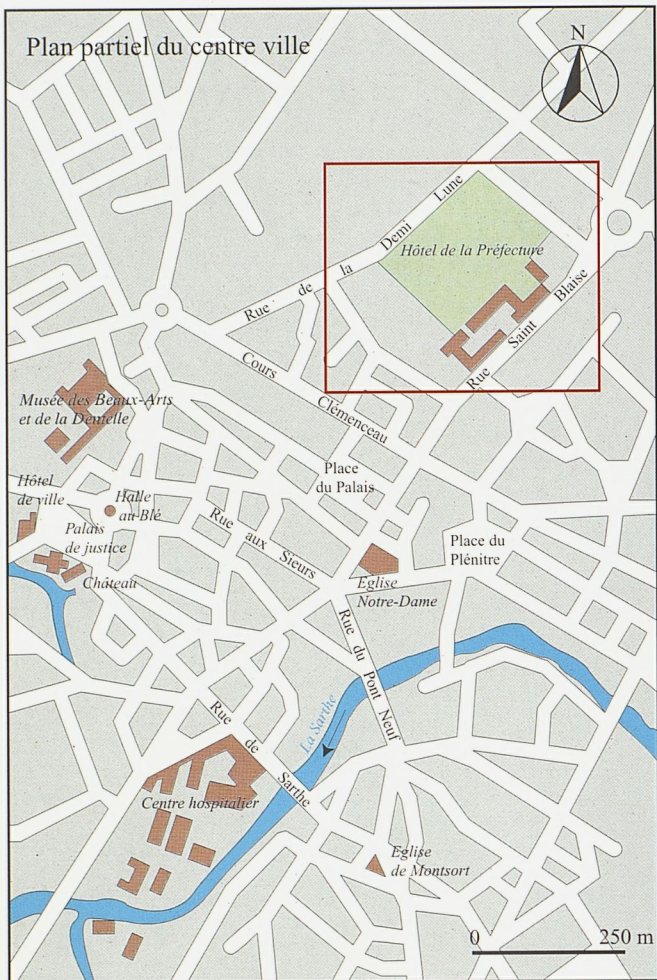 Plan partiel du centre ville
N
Rue de la Demi Lune
Hôtel de la Préfecture
Rue Saint Blaise
Cours Clémenceau
Musée des Beaux-Arts
et de la Dentelle
Place
du Palais
Hôtel
de ville
Halle
au Blé
Rue aux Sieurs
Palais
de justice
Place du
Plénitre
Château
Eglise
Notre-Dame
Rue du Pont Neuf
La Sarthe
Rue de Sarthe
Centre hospitalier
Eglise
de Montsort
0 250 m